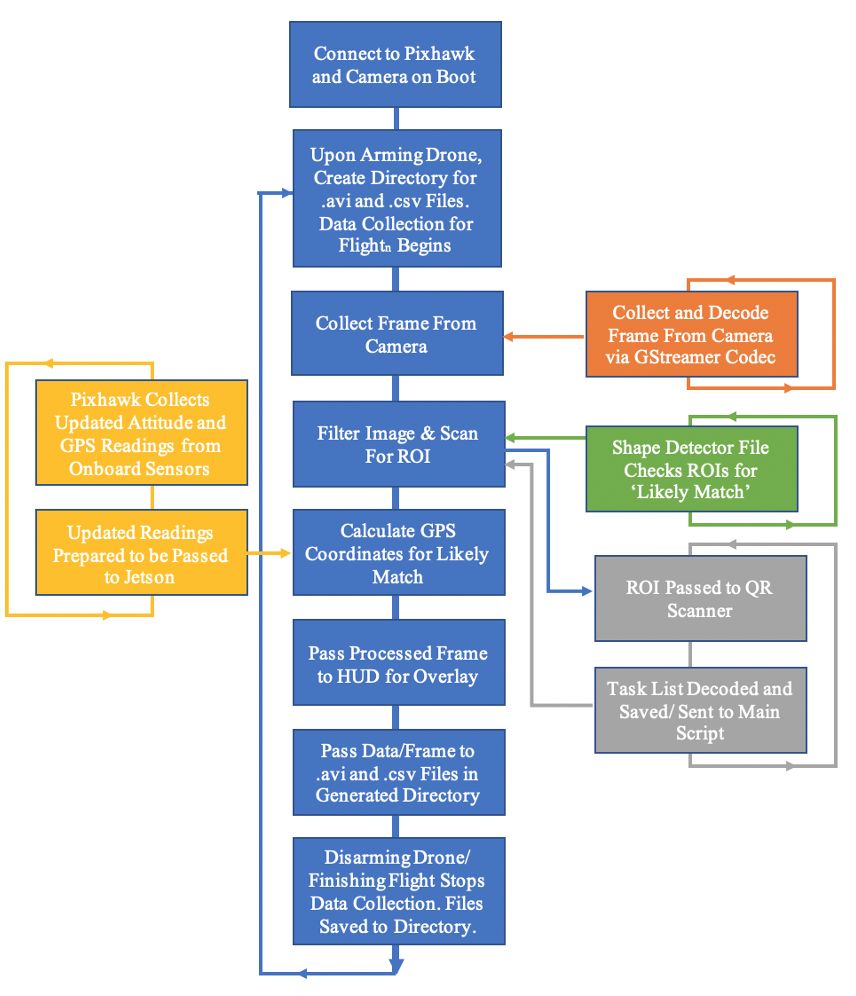 Connect to Pixhawk
and Camera on Boot
Upon Arming Drone,
Create Directory for
.avi and .csv Files.
Data Collection for
Flightn Begins
Collect Frame From
Camera
Collect and Decode
Frame From Camera
via GStreamer Codec
Pixhawk Collects
Updated Attitude and
GPS Readings from
Onboard Sensors
Filter Image & Scan
For ROI
Shape Detector File
Checks ROIs for
‘Likely Match’
Updated Readings
Prepared to be Passed
to Jetson
Calculate GPS
Coordinates for Likely
Match
ROI Passed to QR
Scanner
Pass Processed Frame
to HUD for Overlay
Task List Decoded and
Saved/ Sent to Main
Script
Pass Data/Frame to
.avi and .csv Files in
Generated Directory
Disarming Drone/
Finishing Flight Stops
Data Collection. Files
Saved to Directory.